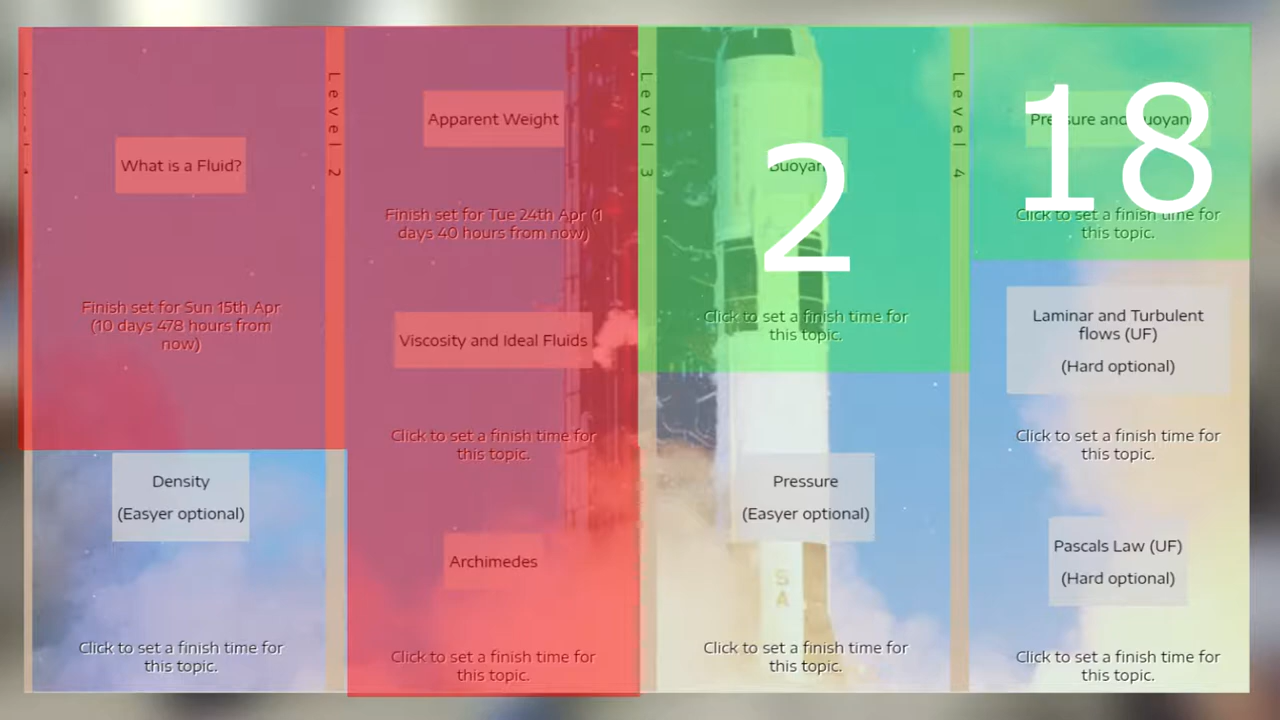 What is a Fluid?
Finish set for Sun 15th Apr
(10 days 478 hours from
now)
Density
(Easyer optional)
Click to set a finish time for
this topic.
Level 2
Apparent Weight
Finish set for Tue 24th Apr (1
days 40 hours from now)
Viscosity and Ideal Fluids
Click to set a finish time for
this topic.
Archimedes
Click to set a finish time for
this topic.
Level 3
2
Click to set a finish time for
this topic.
Pressure
(Easyer optional)
Click to set a finish time for
this topic.
SA
Level 4
18
Click to set a finish time for
this topic.
Laminar and Turbulent
flows (UF)
(Hard optional)
Click to set a finish time for
this topic.
Pascals Law (UF)
(Hard optional)
Click to set a finish time for
this topic.